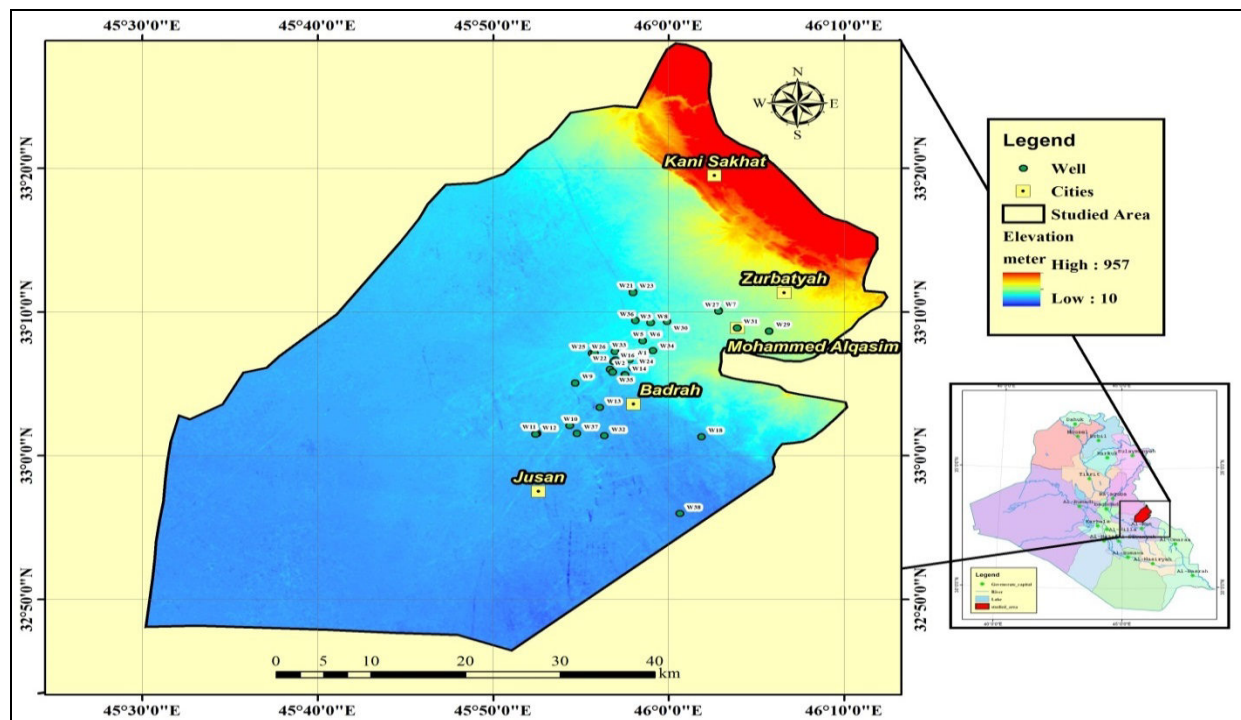 45°30'0"E 45°40'0"E 45°50'0"E 46°0'0"E 46°10'0"E
33°20'0"N
33°10'0"N
33°0'0"N
32°50'0"N
N
W E
S
Kani Sakhat
Zurbatyah
W21 W23
W27 W7
W36 W3 W8
W30
W31
W29
W5 W6
Mohammed Alqasim
W25 W26 W33
W34
W22 W16
W24
W2 W14
W9
W35
Badrah
W13
W10
W11 W12 W37 W32
W18
Jusan
W38
0 5 10 20 30 40
km
33°20'0"N
33°10'0"N
33°0'0"N
32°50'0"N
45°30'0"E 45°40'0"E 45°50'0"E 46°0'0"E 46°10'0"E
Legend
Well
Cities
Studied Area
Elevation
meter
High : 957
Low : 10
Legend
River
Lake
studied_area